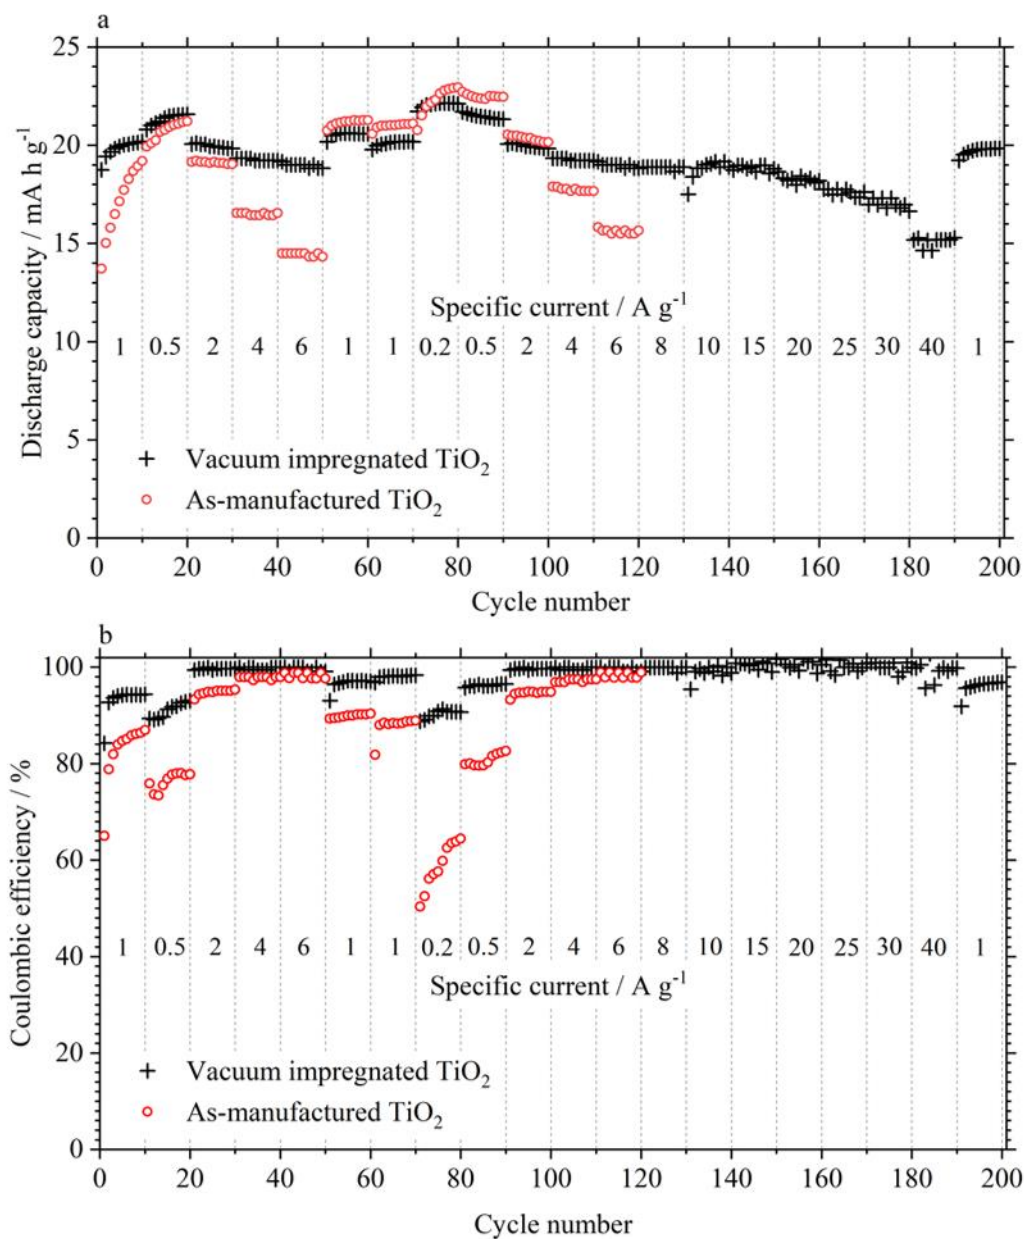 a
25
20
15
10
5
0
Discharge capacity / mA h g⁻¹
Specific current / A g⁻¹
1 0.5 2 4 6 1 1 0.2 0.5 2 4 6 8 10 15 20 25 30 40 1
Vacuum impregnated TiO₂
As-manufactured TiO₂
0 20 40 60 80 100 120 140 160 180 200
Cycle number
b
100
80
60
40
20
0
Coulombic efficiency / %
1 0.5 2 4 6 1 1 0.2 0.5 2 4 6 8 10 15 20 25 30 40 1
Specific current / A g⁻¹
Vacuum impregnated TiO₂
As-manufactured TiO₂
0 20 40 60 80 100 120 140 160 180 200
Cycle number